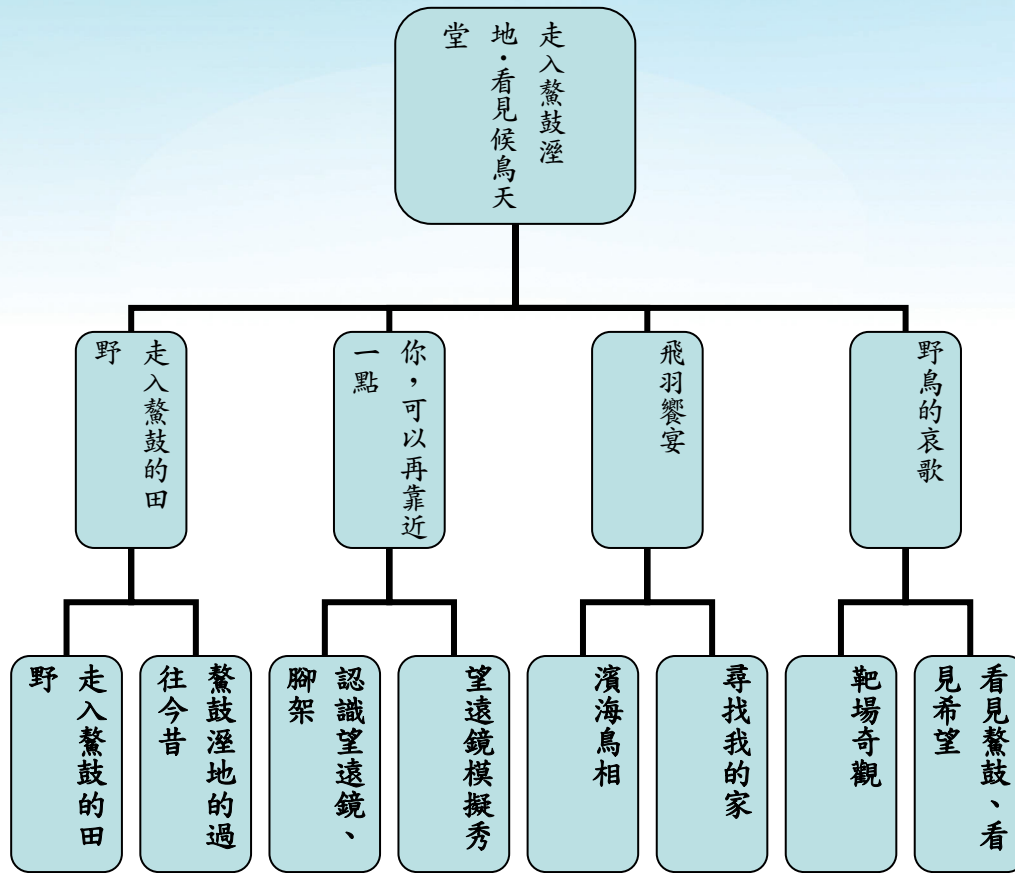 走入鰲鼓溼
地‧看見候鳥天
堂
走入鰲鼓的田
野
你，可以再靠近
一點
飛羽饗宴
野鳥的哀歌
走入鰲鼓的田
野
鰲鼓溼地的過
往今昔
認識望遠鏡、
腳架
望遠鏡模擬秀
濱海鳥相
尋找我的家
靶場奇觀
看見鰲鼓、看
見希望